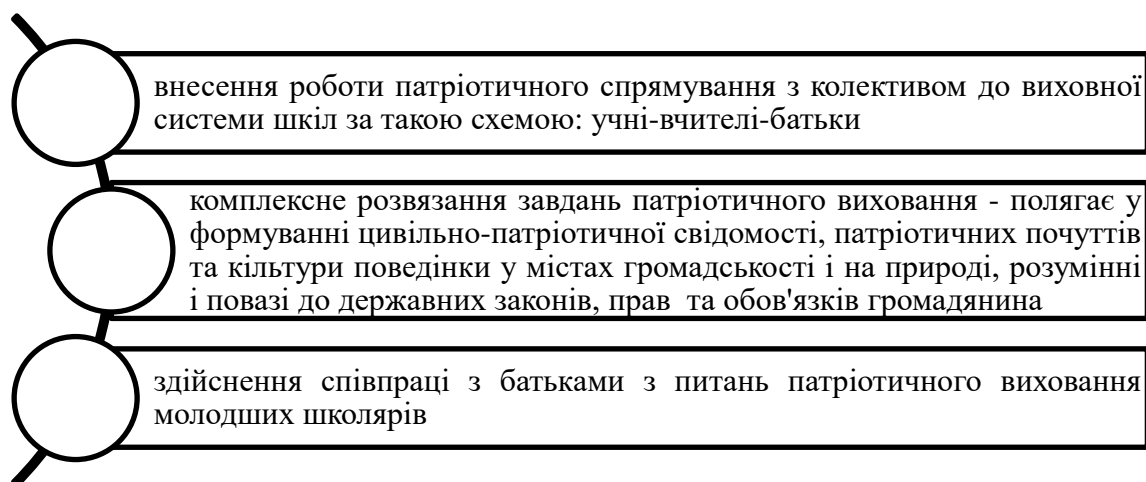 внесення роботи патріотичного спрямування з колективом до виховної
системи шкіл за такою схемою: учні-вчителі-батьки
комплексне розвязання завдань патріотичного виховання - полягає у
формуванні цивільно-патріотичної свідомості, патріотичних почуттів
та кільтури поведінки у містах громадськості і на природі, розумінні
і повазі до державних законів, прав та обов'язків громадянина
здійснення співпраці з батьками з питань патріотичного виховання
молодших школярів